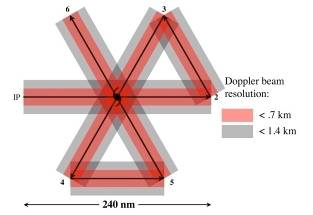 6
3
IP
2
Doppler beam
resolution:
< .7 km
< 1.4 km
4
5
240 nm